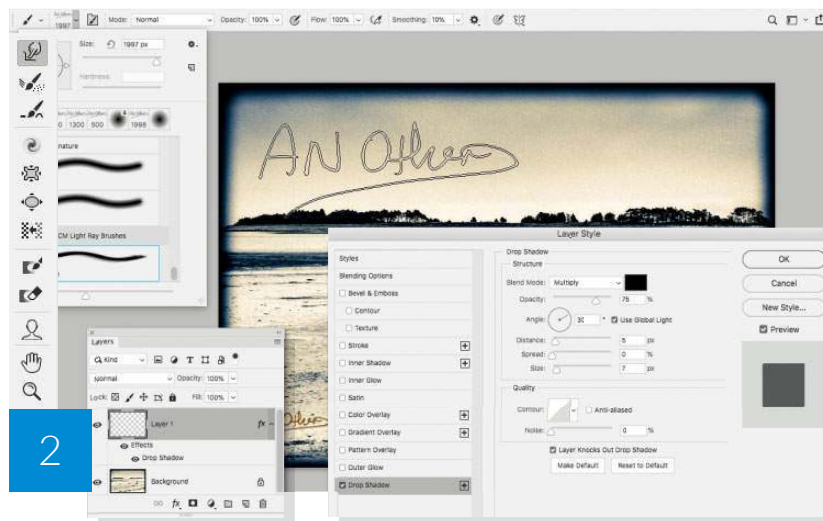 Mode: Normal Opacity: 100% Flow: 100% Smoothing: 10%
1997
Size: 1997 px
Hardness:
1300 500 1998
nature
CM Light Ray Brushes
AN Other
Layer Style
Styles
Blending Options
Bevel & Emboss
Contour
Texture
Stroke
Inner Shadow
Inner Glow
Satin
Color Overlay
Gradient Overlay
Pattern Overlay
Outer Glow
Drop Shadow
Drop Shadow
Structure
Blend Mode: Multiply
Opacity: 75 %
Angle: 30 ° Use Global Light
Distance: 5 px
Spread: 0 %
Size: 7 px
Quality
Contour: Anti-aliased
Noise: 0 %
Layer Knocks Out Drop Shadow
Make Default Reset to Default
OK
Cancel
New Style...
Preview
Layers
Kind
Normal Opacity: 100%
Lock: Fill: 100%
Layer 1 fx
Effects
Drop Shadow
Background
fx
Other
2